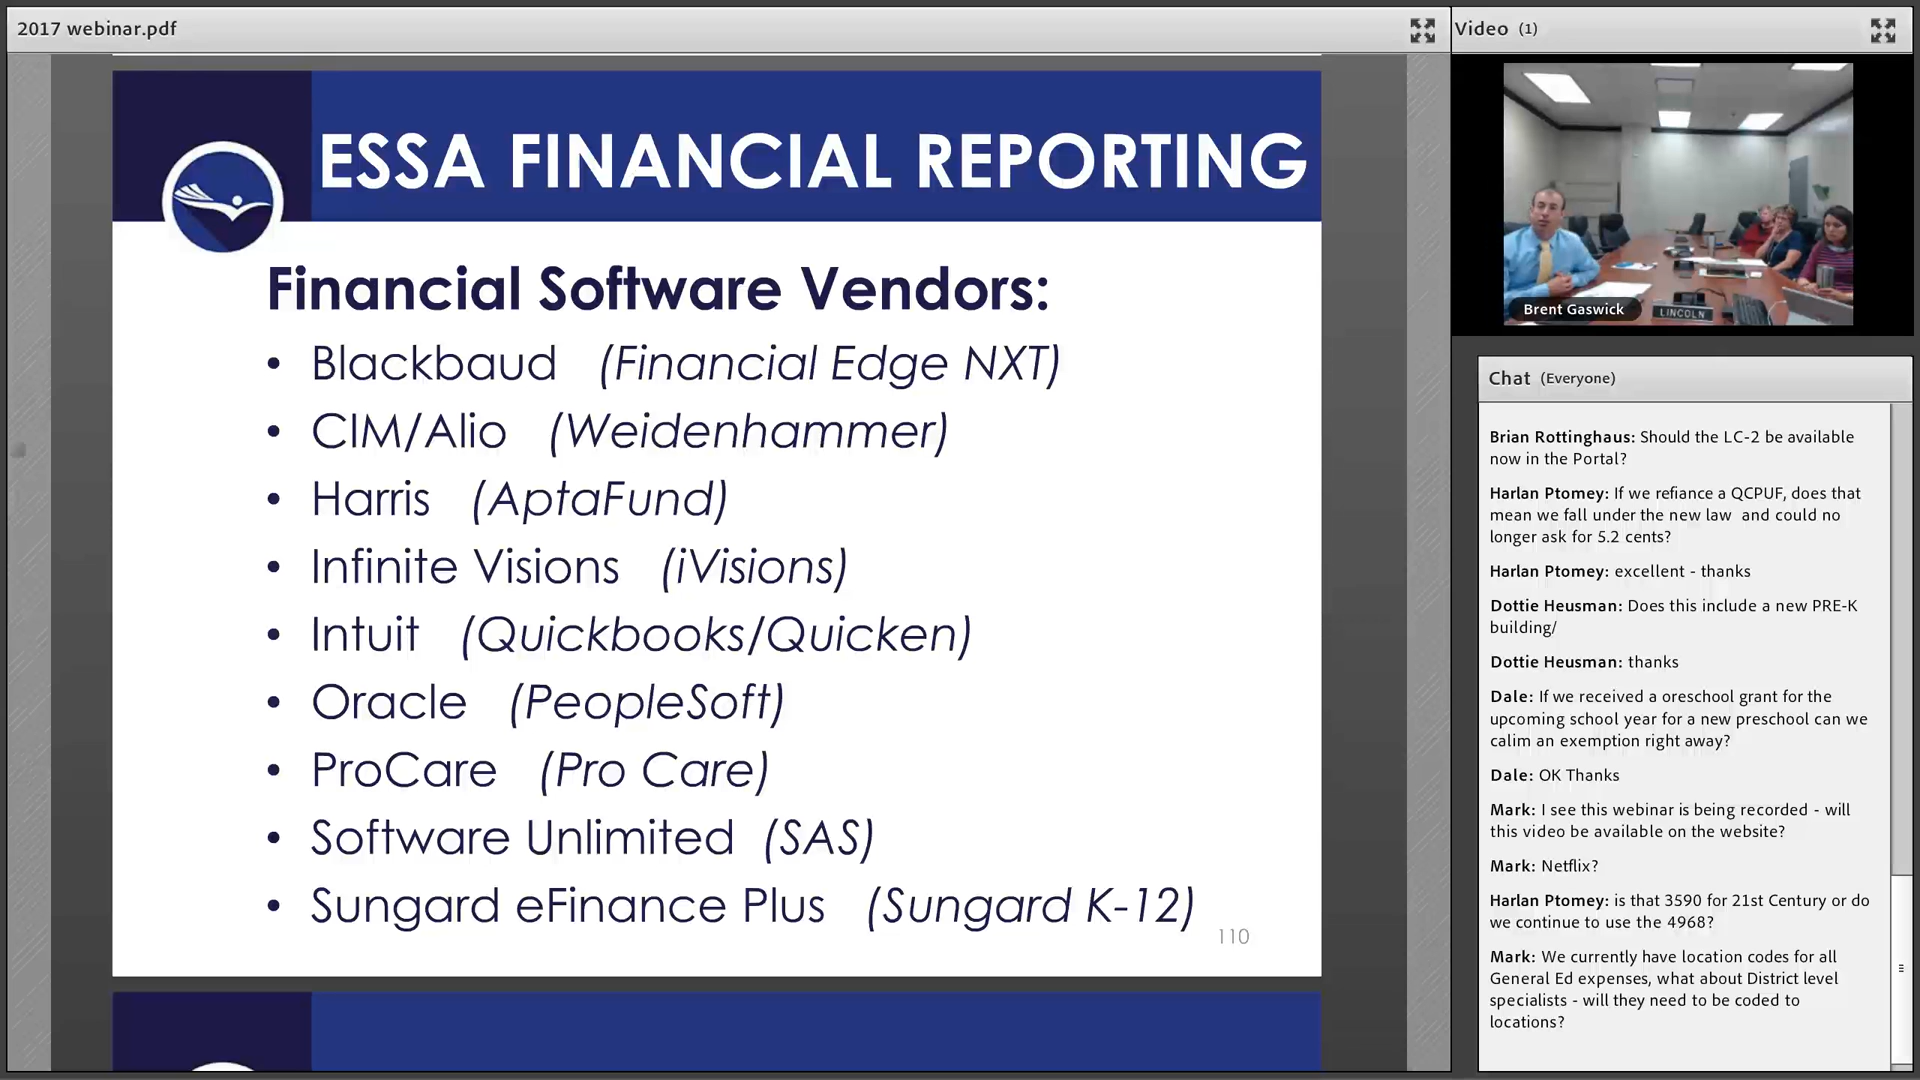 2017 webinar.pdf
ESSA FINANCIAL REPORTING
Financial Software Vendors:
• Blackbaud (Financial Edge NXT)
• CIM/Alio (Weidenhammer)
• Harris (AptaFund)
• Infinite Visions (iVisions)
• Intuit (Quickbooks/Quicken)
• Oracle (PeopleSoft)
• ProCare (Pro Care)
• Software Unlimited (SAS)
• Sungard eFinance Plus (Sungard K-12)
110
Video (1)
Brent Gaswick
LINCOLN
Chat (Everyone)
Brian Rottinghaus: Should the LC-2 be available
now in the Portal?
Harlan Ptomey: If we refiance a QCPUF, does that
mean we fall under the new law and could no
longer ask for 5.2 cents?
Harlan Ptomey: excellent - thanks
Dottie Heusman: Does this include a new PRE-K
building/
Dottie Heusman: thanks
Dale: If we received a oreschool grant for the
upcoming school year for a new preschool can we
calim an exemption right away?
Dale: OK Thanks
Mark: I see this webinar is being recorded - will
this video be available on the website?
Mark: Netflix?
Harlan Ptomey: is that 3590 for 21st Century or do
we continue to use the 4968?
Mark: We currently have location codes for all
General Ed expenses, what about District level
specialists - will they need to be coded to
locations?